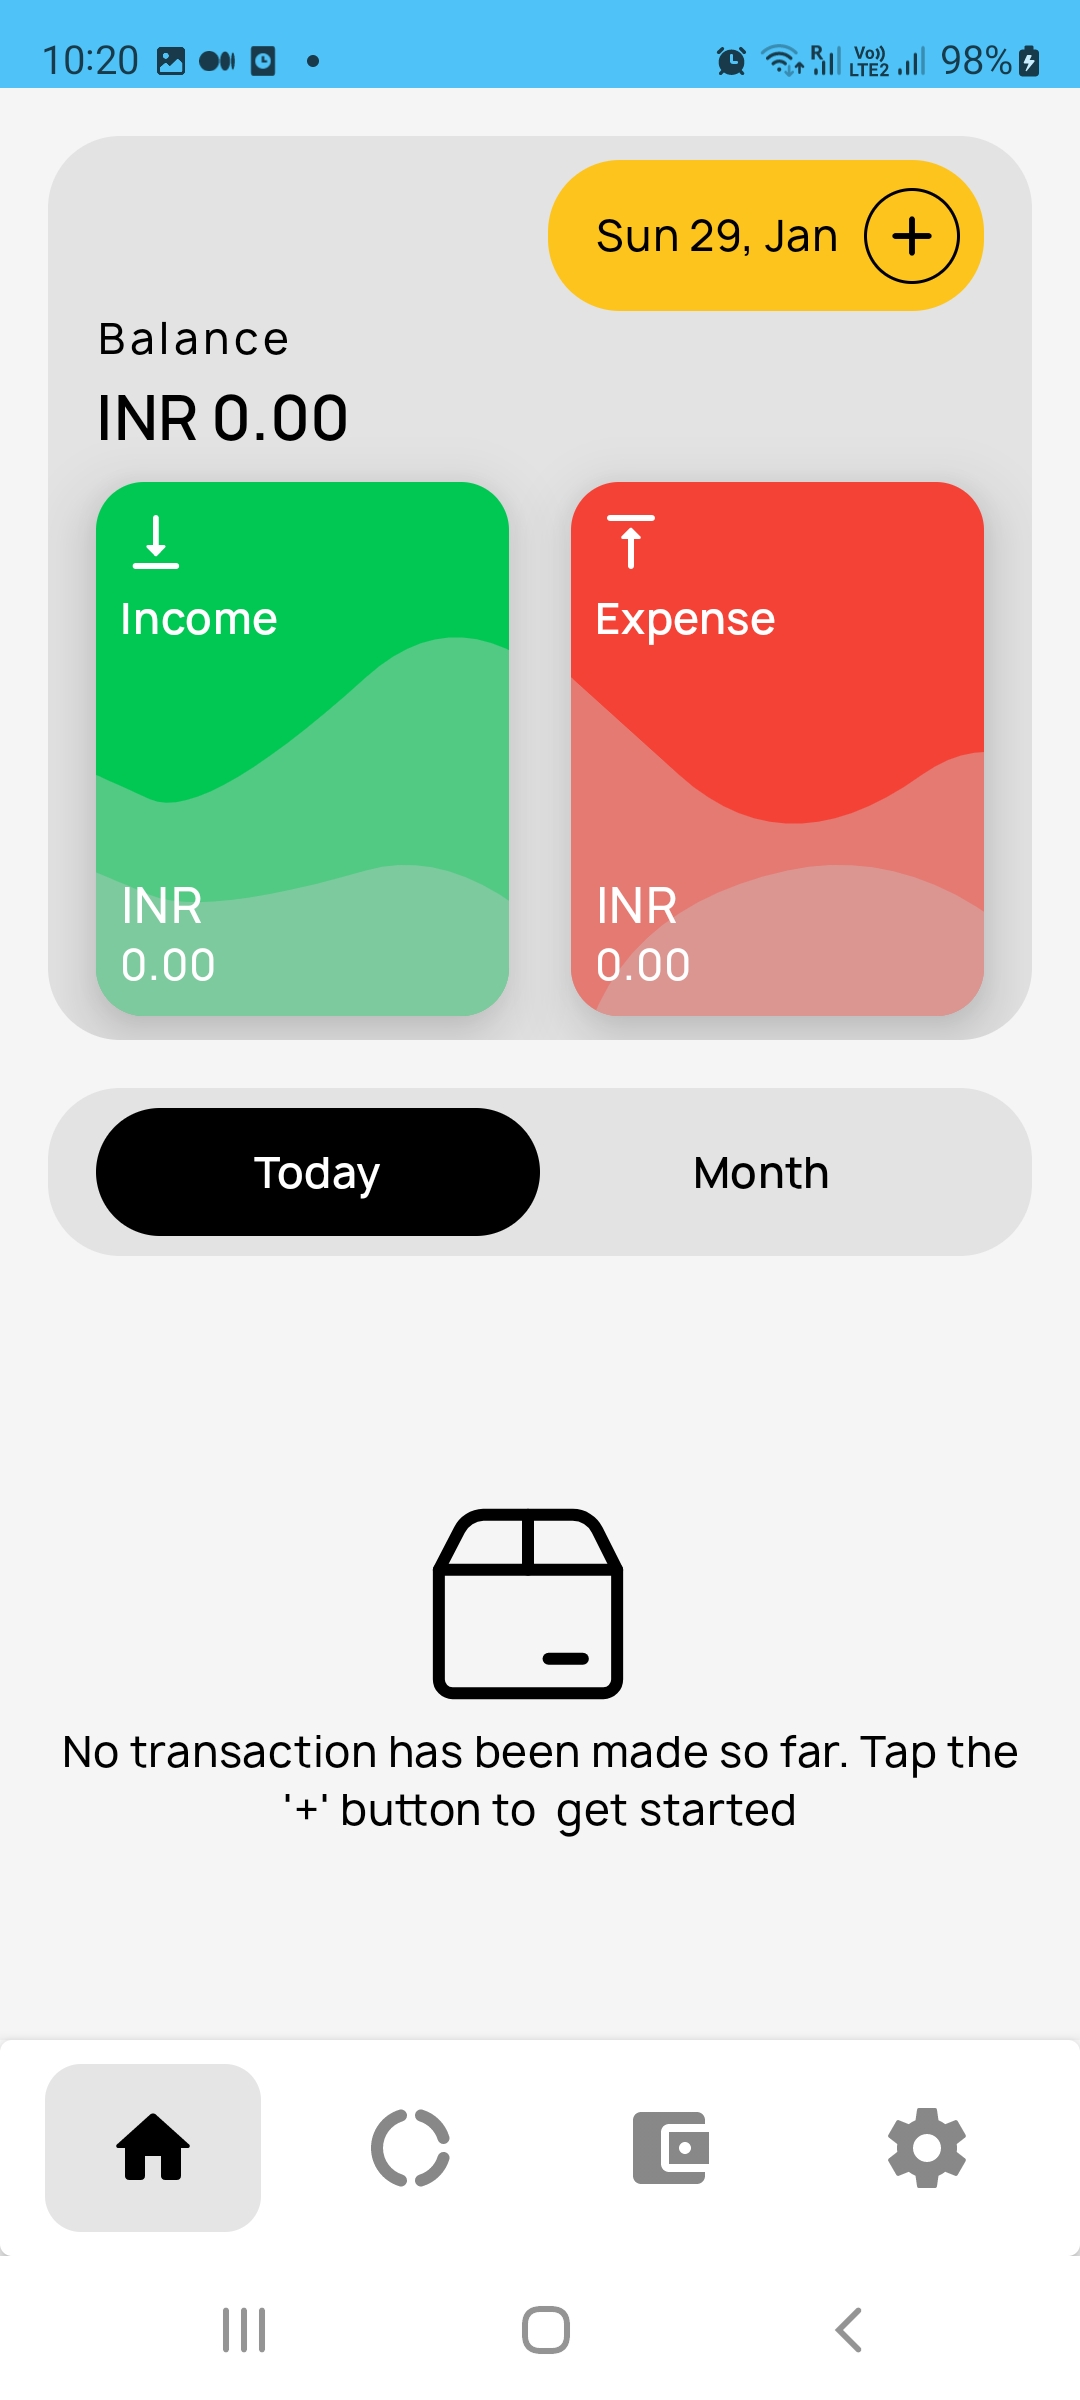 10:20
R Vo)) LTE2 98%
Sun 29, Jan
Balance
INR 0.00
Income
Expense
INR
0.00
INR
0.00
Today
Month
No transaction has been made so far. Tap the
'+' button to  get started